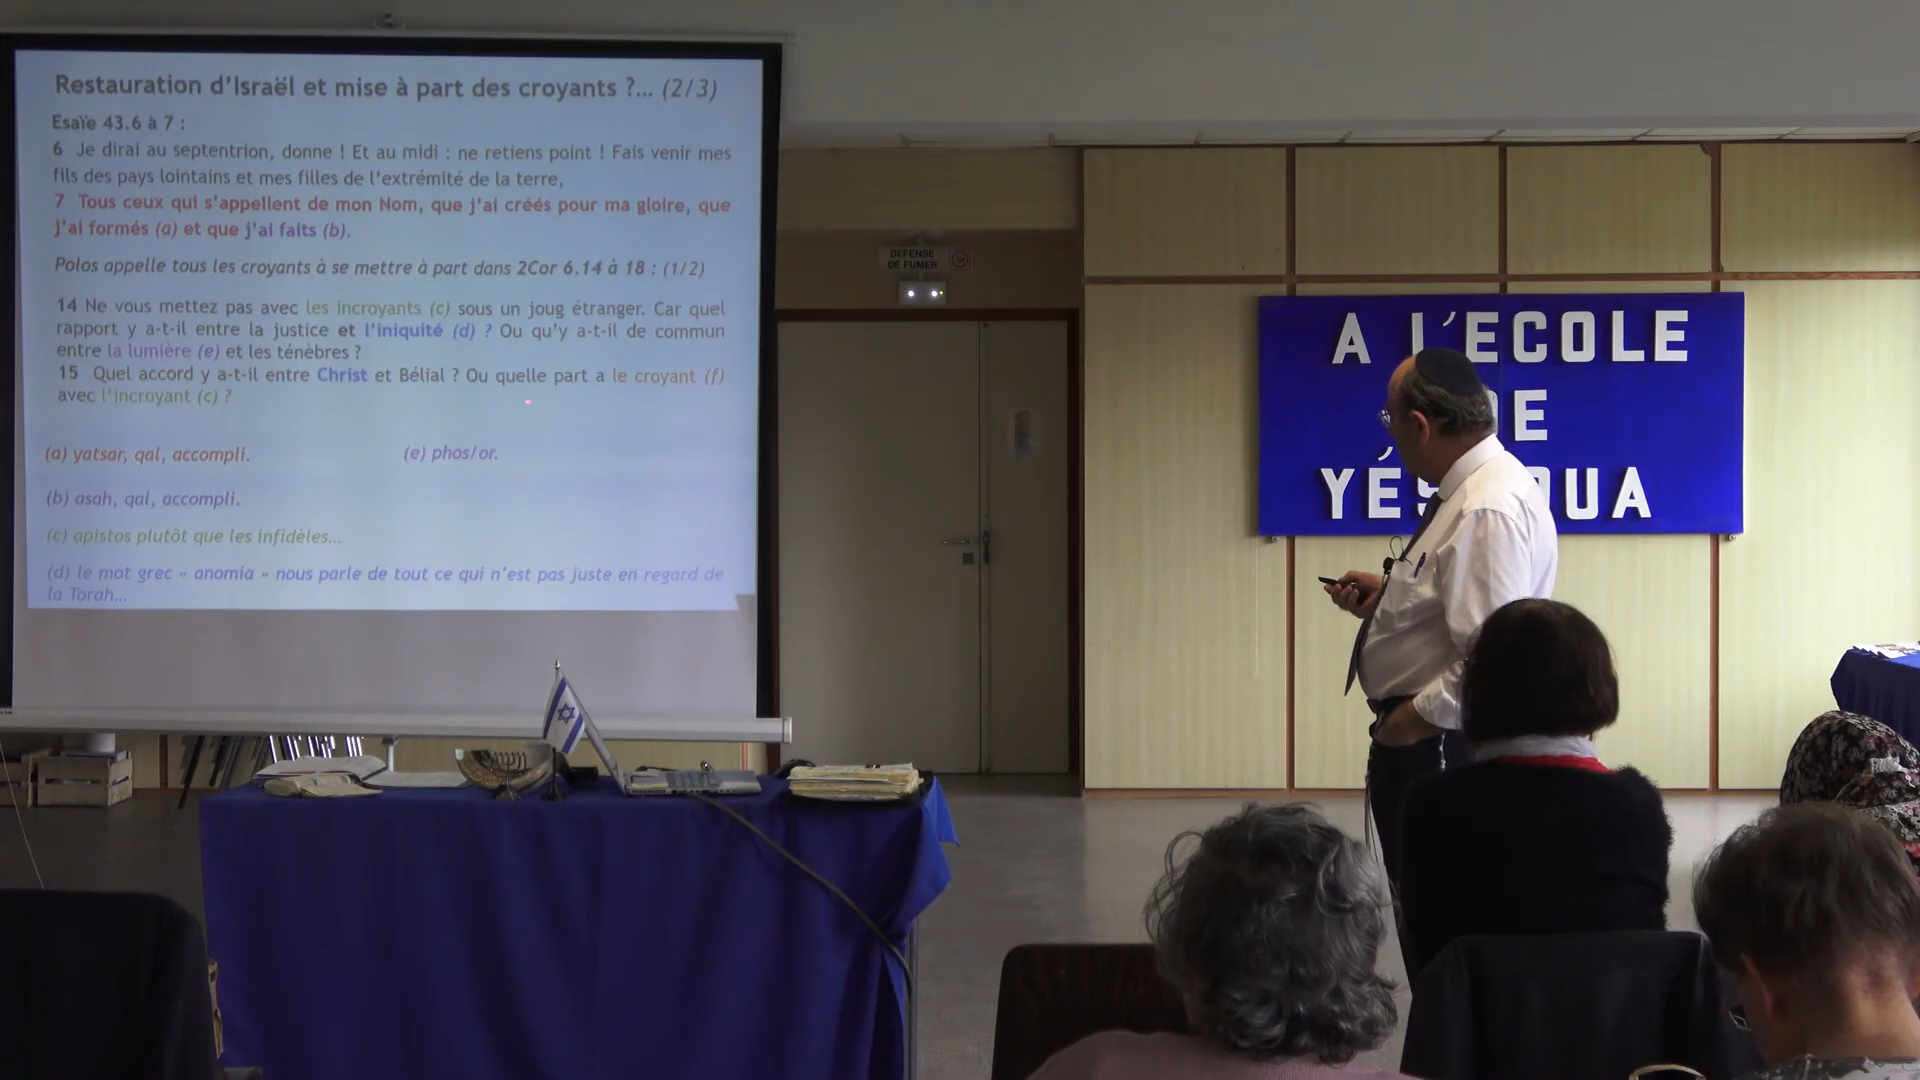 Restauration d'Israël et mise à part des croyants ?... (2/3)
Esaïe 43.6 à 7 :
6 Je dirai au septentrion, donne ! Et au midi : ne retiens point ! Fais venir mes
fils des pays lointains et mes filles de l'extrémité de la terre,
7 Tous ceux qui s'appellent de mon Nom, que j'ai créés pour ma gloire, que
j'ai formés (a) et que j'ai faits (b).
Polos appelle tous les croyants à se mettre à part dans 2Cor 6.14 à 18 : (1/2)
14 Ne vous mettez pas avec les incroyants (c) sous un joug étranger. Car quel
rapport y a-t-il entre la justice et l'iniquité (d) ? Ou qu'y a-t-il de commun
entre la lumière (e) et les ténèbres ?
15 Quel accord y a-t-il entre Christ et Bélial ? Ou quelle part a le croyant (f)
avec l'incroyant (c) ?
(a) yatsar, qal, accompli.
(e) phos/or.
(b) asah, qal, accompli.
(c) apistos plutôt que les infidèles...
(d) le mot grec « anomia » nous parle de tout ce qui n'est pas juste en regard de
la Torah...
DEFENSE
DE FUMER
A L'ECOLE